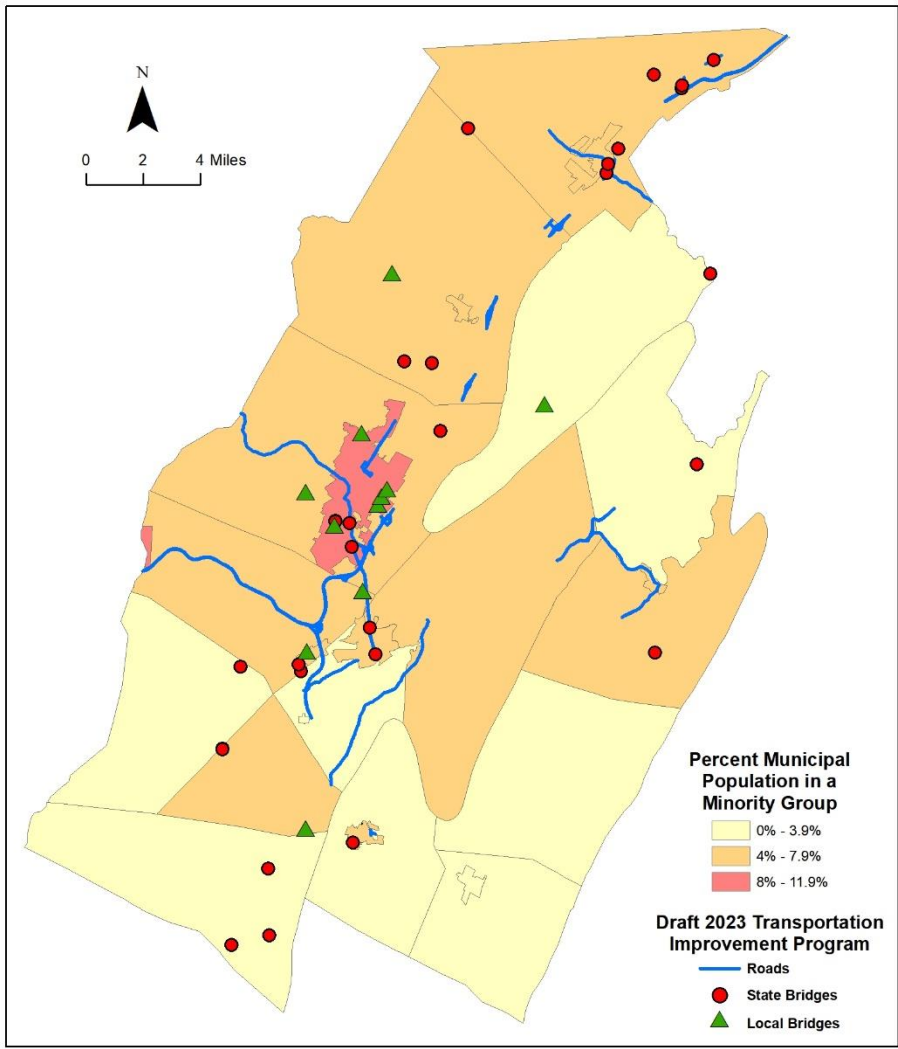 N
0 2 4 Miles
Percent Municipal
Population in a
Minority Group
0% - 3.9%
4% - 7.9%
8% - 11.9%
Draft 2023 Transportation
Improvement Program
Roads
State Bridges
Local Bridges